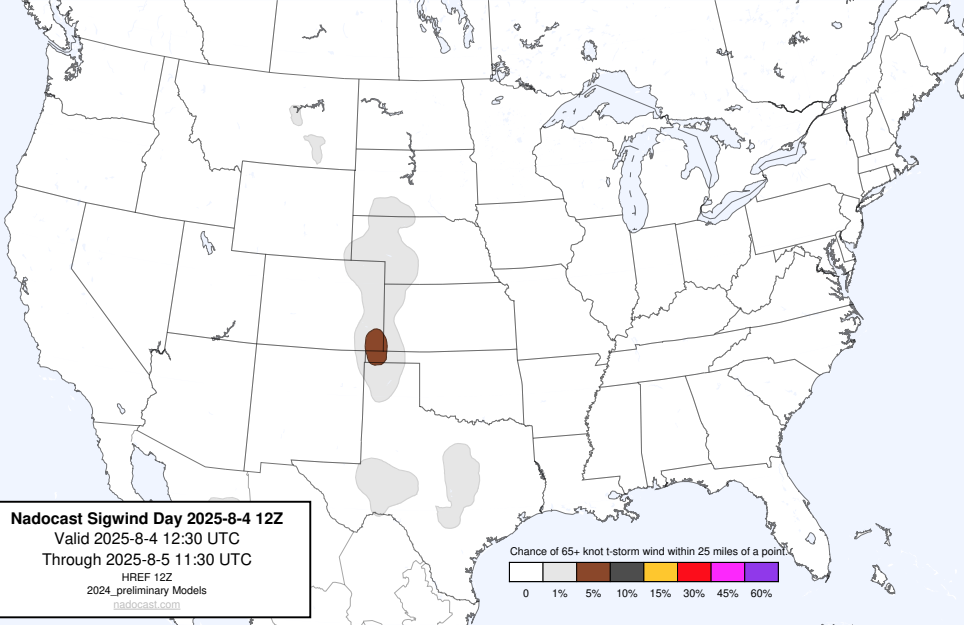 Nadocast Sigwind Day 2025-8-4 12Z
Valid 2025-8-4 12:30 UTC
Through 2025-8-5 11:30 UTC
HREF 12Z
2024_preliminary Models
nadocast.com
Chance of 65+ knot t-storm wind within 25 miles of a point.
0 1% 5% 10% 15% 30% 45% 60%